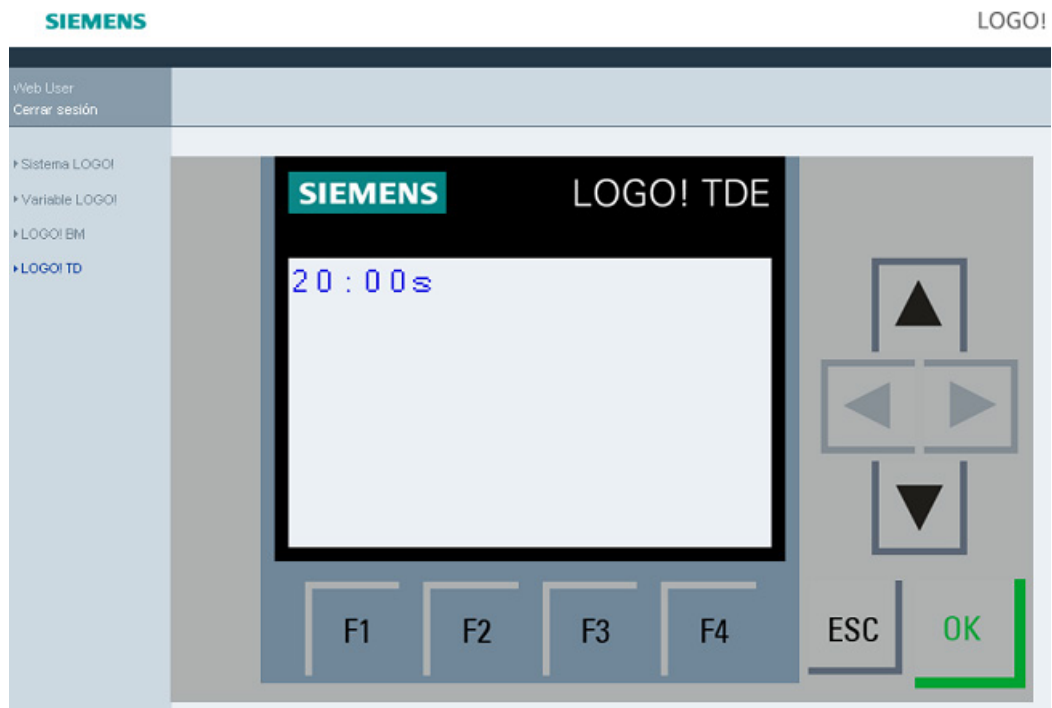 SIEMENS
LOGO!
Web User
Cerrar sesión
Sistema LOGO!
Variable LOGO!
LOGO! BM
LOGO! TD
SIEMENS
LOGO! TDE
20:00s
F1
F2
F3
F4
ESC
OK